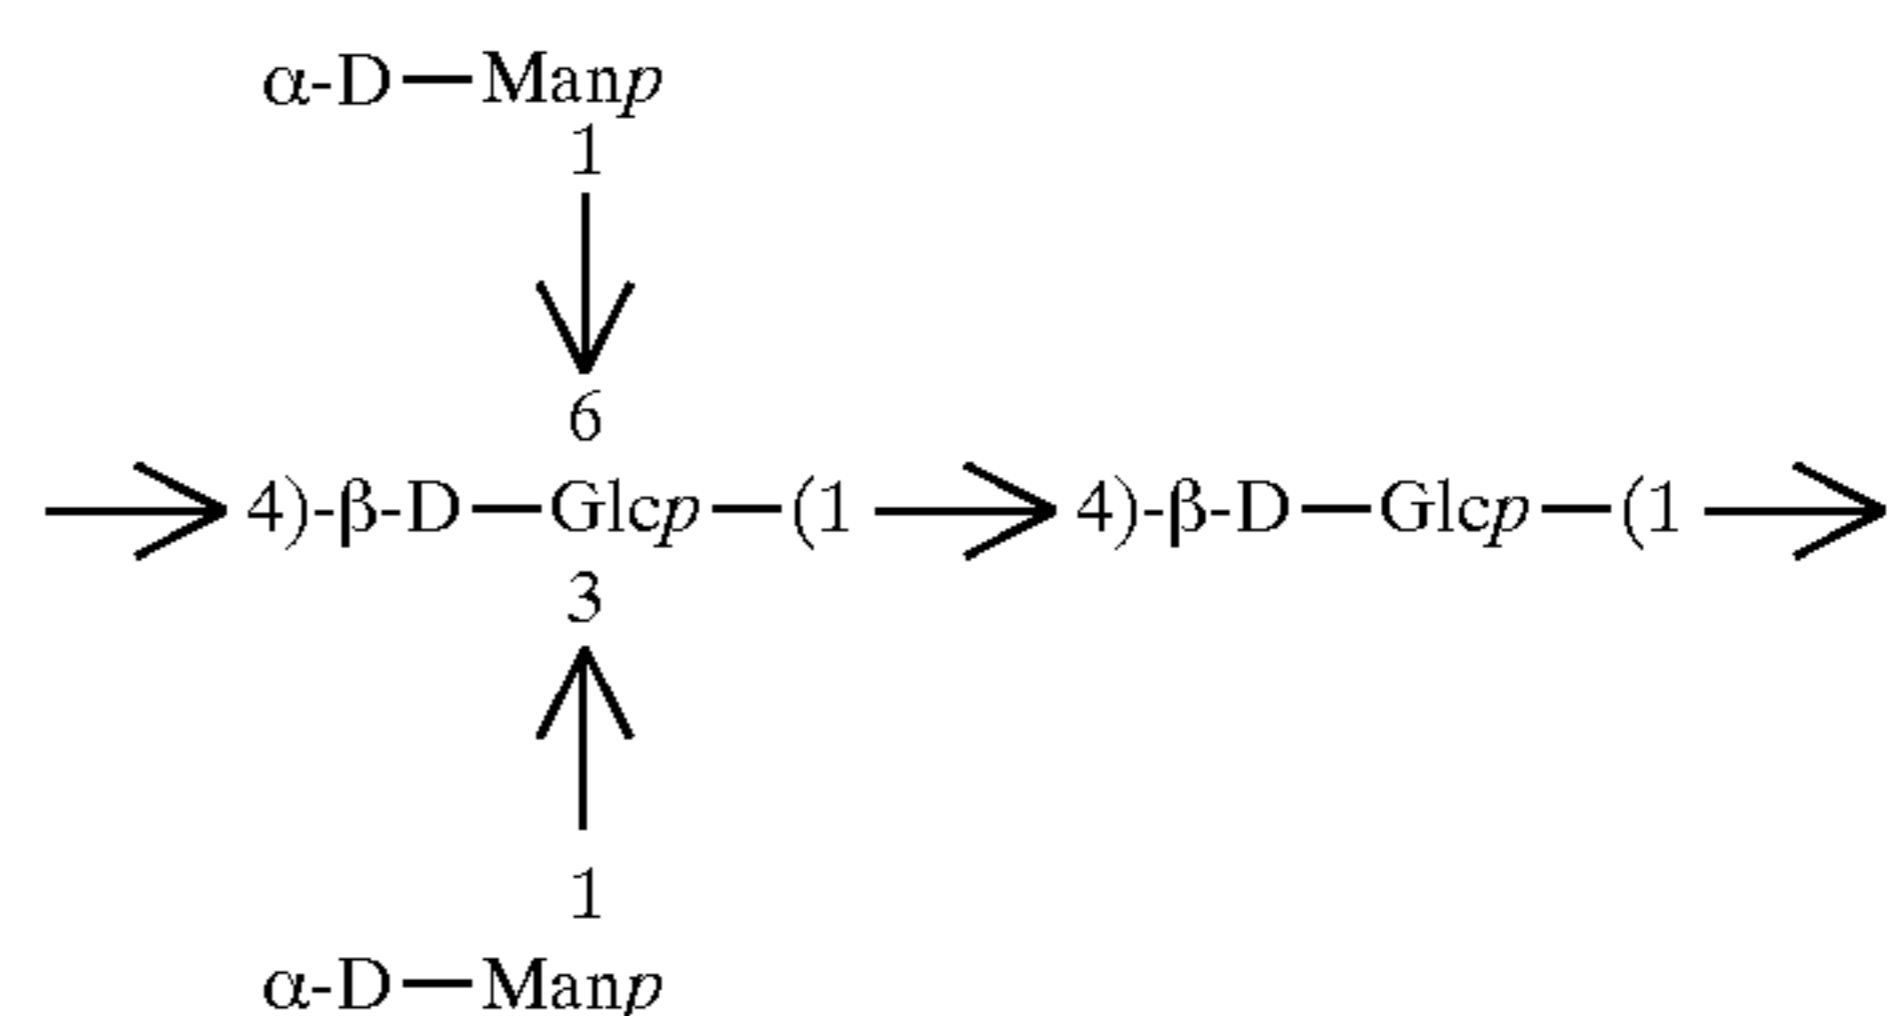 α-D—Manp
1
6
4)-β-D—Glcp—(1 → 4)-β-D—Glcp—(1
3
1
α-D—Manp